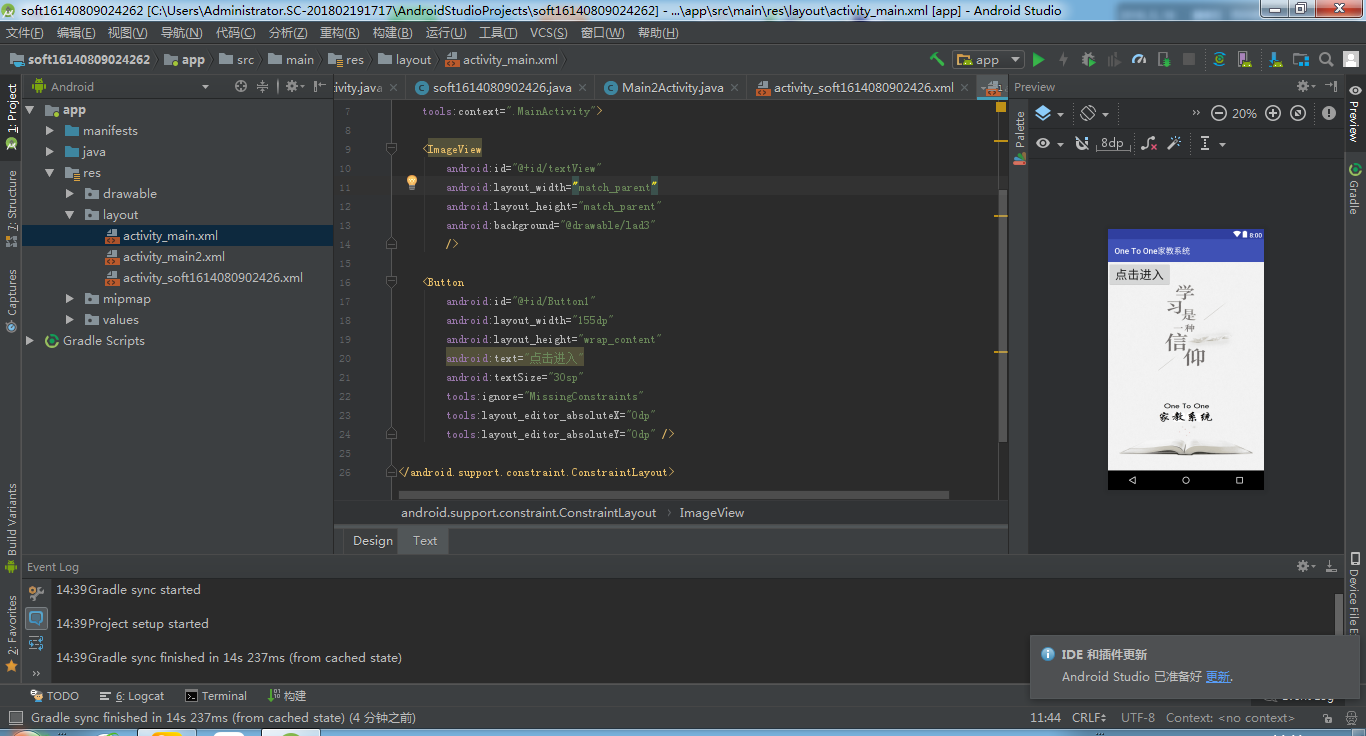 soft16140809024262 [C:\Users\Administrator.SC-201802191717\AndroidStudioProjects\soft16140809024262] - ...\app\src\main\res\layout\activity_main.xml [app] - Android Studio
文件(F) 编辑(E) 视图(V) 导航(N) 代码(C) 分析(Z) 重构(R) 构建(B) 运行(U) 工具(T) VCS(S) 窗口(W) 帮助(H)
soft16140809024262 app src main res layout activity_main.xml app
Android
ivity.java soft1614080902426.java Main2Activity.java activity_soft1614080902426.xml
Preview
1: Project
7: Structure
Captures
Build Variants
2: Favorites
app
manifests
java
res
drawable
layout
activity_main.xml
activity_main2.xml
activity_soft1614080902426.xml
mipmap
values
Gradle Scripts
7 tools:context=".MainActivity">
8
9 <ImageView
10 android:id="@+id/textView"
11 android:layout_width="match_parent"
12 android:layout_height="match_parent"
13 android:background="@drawable/lad3"
14 />
15
16 <Button
17 android:id="@+id/Button1"
18 android:layout_width="155dp"
19 android:layout_height="wrap_content"
20 android:text="点击进入"
21 android:textSize="30sp"
22 tools:ignore="MissingConstraints"
23 tools:layout_editor_absoluteX="0dp"
24 tools:layout_editor_absoluteY="0dp" />
25
26 </android.support.constraint.ConstraintLayout>
android.support.constraint.ConstraintLayout › ImageView
Design Text
Palette
20%
8dp
8:00
One To One家教系统
点击进入
学
习是
一种
信
仰
One To One
家教系统
Preview
Gradle
Device File E
Event Log
14:39 Gradle sync started
14:39 Project setup started
14:39 Gradle sync finished in 14s 237ms (from cached state)
IDE 和插件更新
Android Studio 已准备好 更新.
TODO 6: Logcat Terminal 构建 Event Log
Gradle sync finished in 14s 237ms (from cached state) (4 分钟之前)
11:44 CRLF UTF-8 Context: <no context>